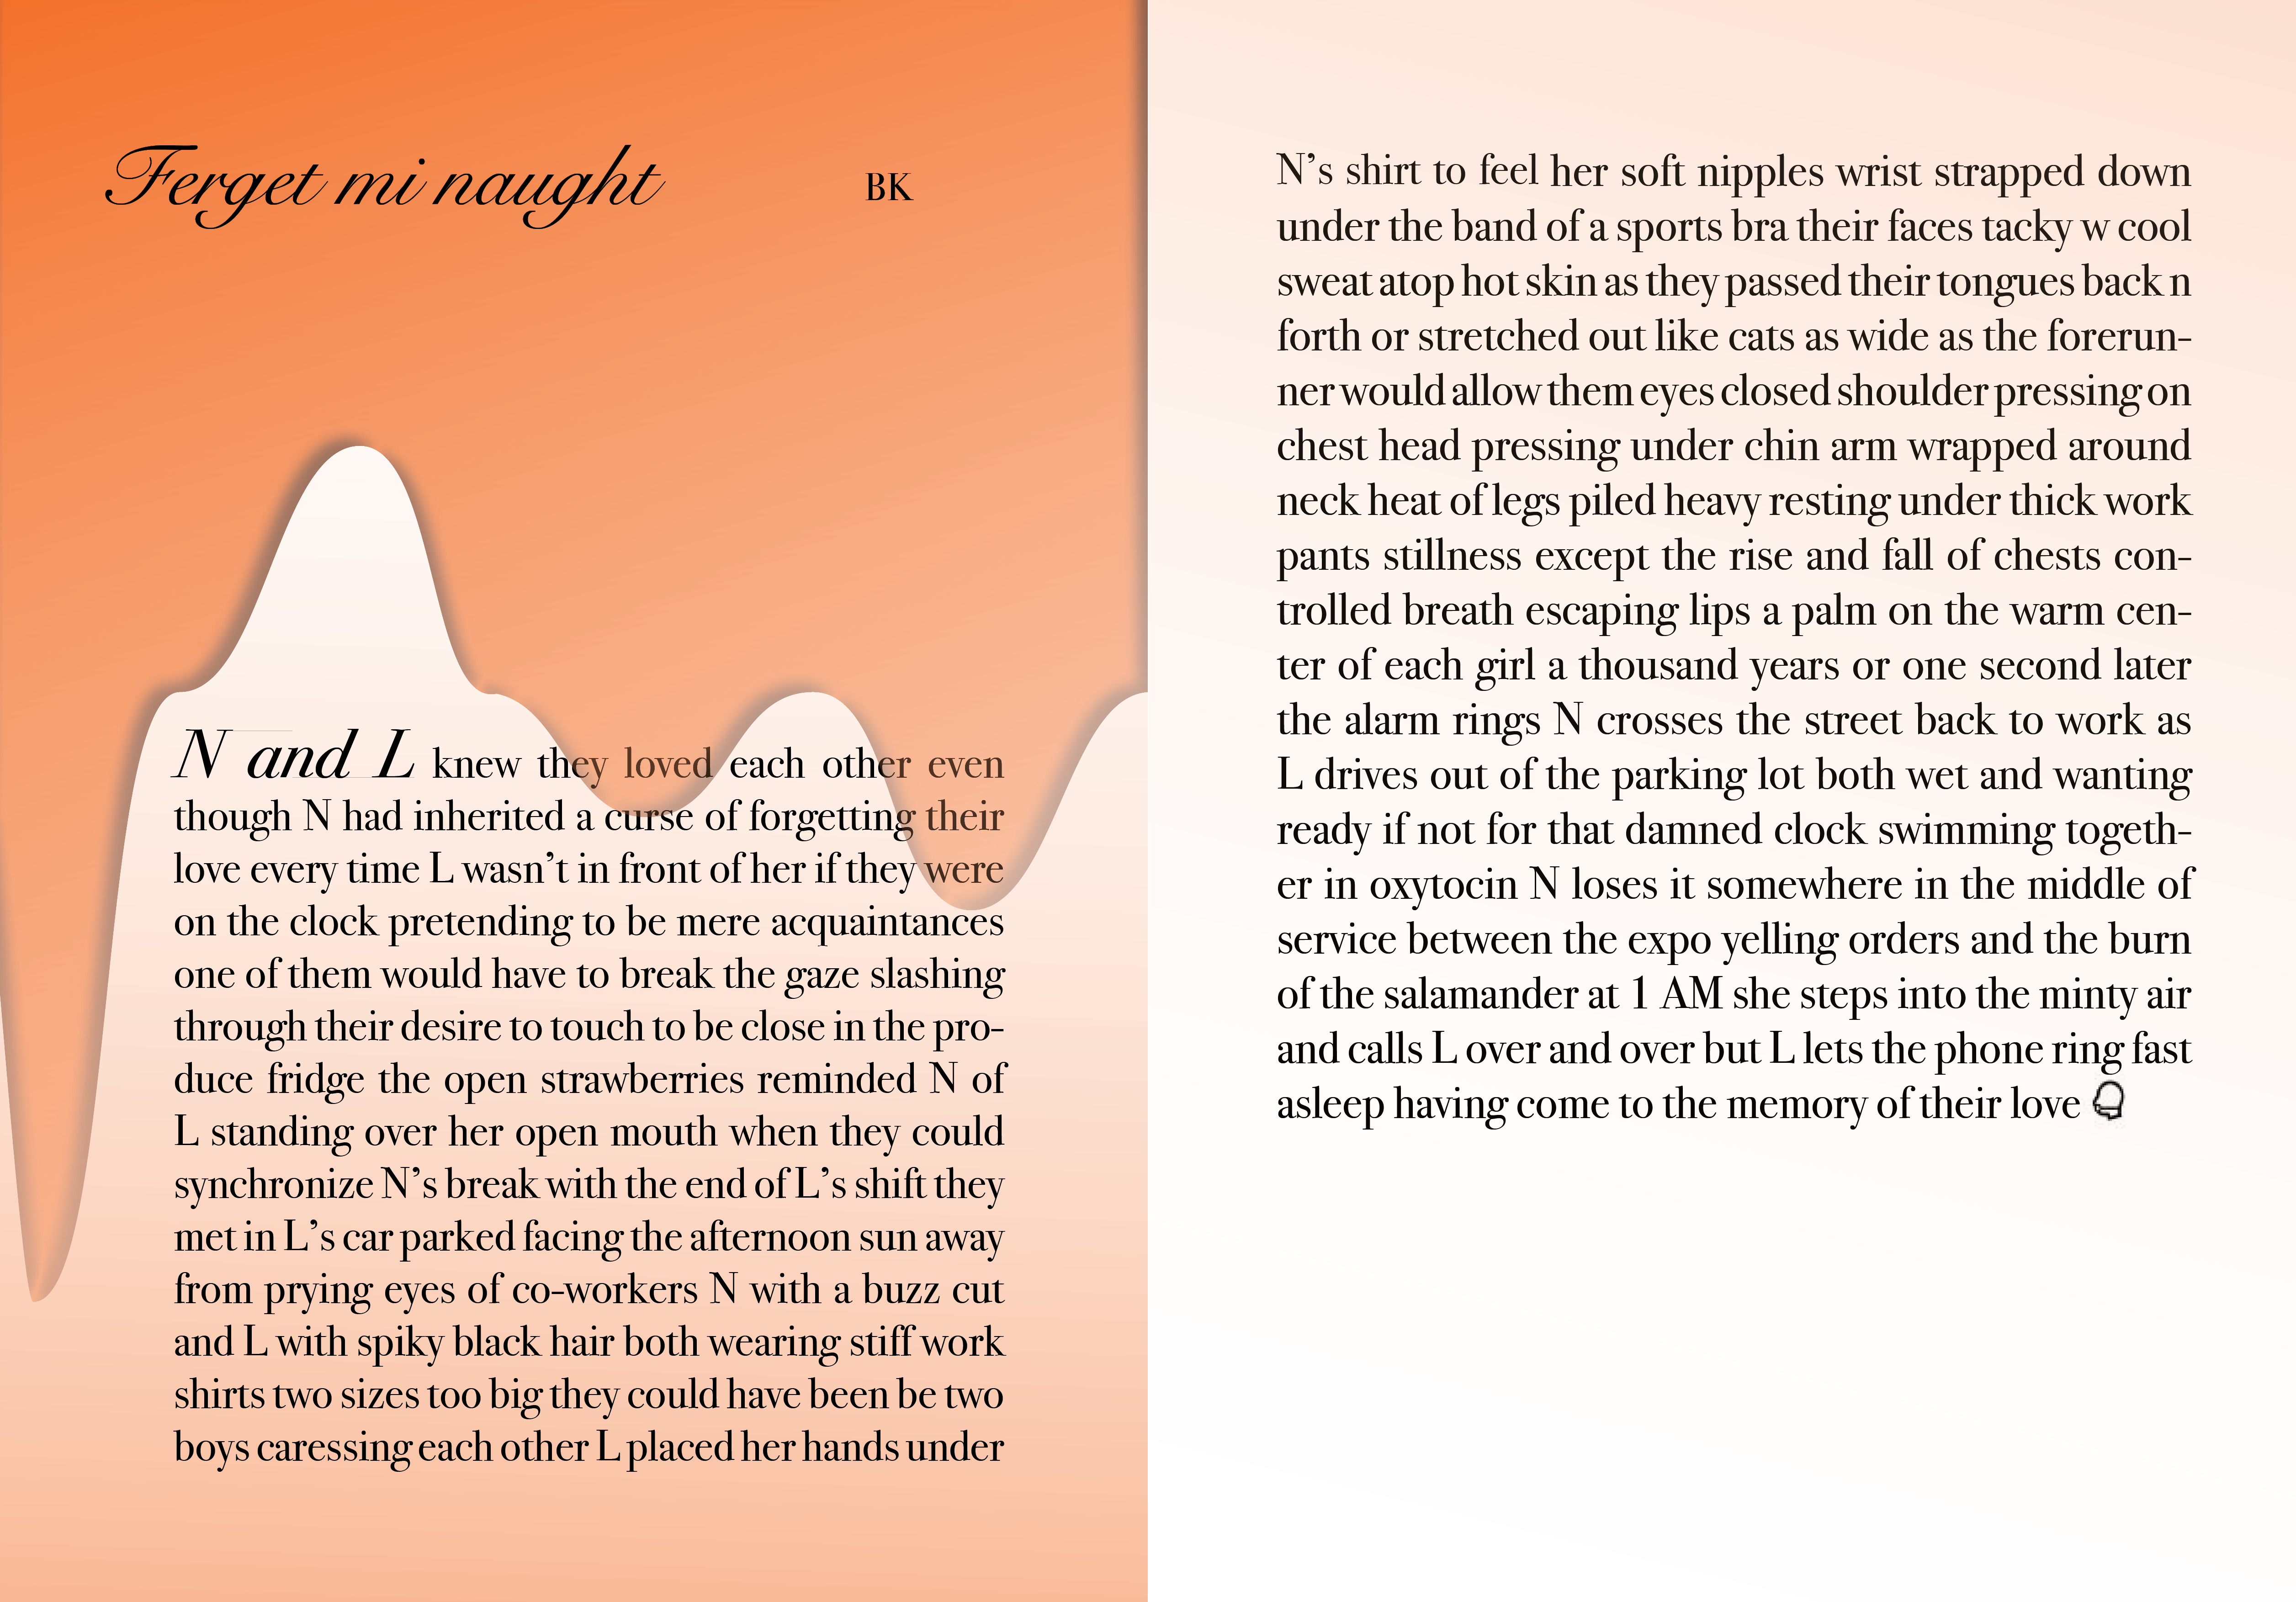 Ferget mi naught
BK
N and L knew they loved each other even
though N had inherited a curse of forgetting their
love every time L wasn’t in front of her if they were
on the clock pretending to be mere acquaintances
one of them would have to break the gaze slashing
through their desire to touch to be close in the pro-
duce fridge the open strawberries reminded N of
L standing over her open mouth when they could
synchronize N’s break with the end of L’s shift they
met in L’s car parked facing the afternoon sun away
from prying eyes of co-workers N with a buzz cut
and L with spiky black hair both wearing stiff work
shirts two sizes too big they could have been be two
boys caressing each other L placed her hands under
N’s shirt to feel her soft nipples wrist strapped down
under the band of a sports bra their faces tacky w cool
sweat atop hot skin as they passed their tongues back n
forth or stretched out like cats as wide as the forerun-
ner would allow them eyes closed shoulder pressing on
chest head pressing under chin arm wrapped around
neck heat of legs piled heavy resting under thick work
pants stillness except the rise and fall of chests con-
trolled breath escaping lips a palm on the warm cen-
ter of each girl a thousand years or one second later
the alarm rings N crosses the street back to work as
L drives out of the parking lot both wet and wanting
ready if not for that damned clock swimming togeth-
er in oxytocin N loses it somewhere in the middle of
service between the expo yelling orders and the burn
of the salamander at 1 AM she steps into the minty air
and calls L over and over but L lets the phone ring fast
asleep having come to the memory of their love